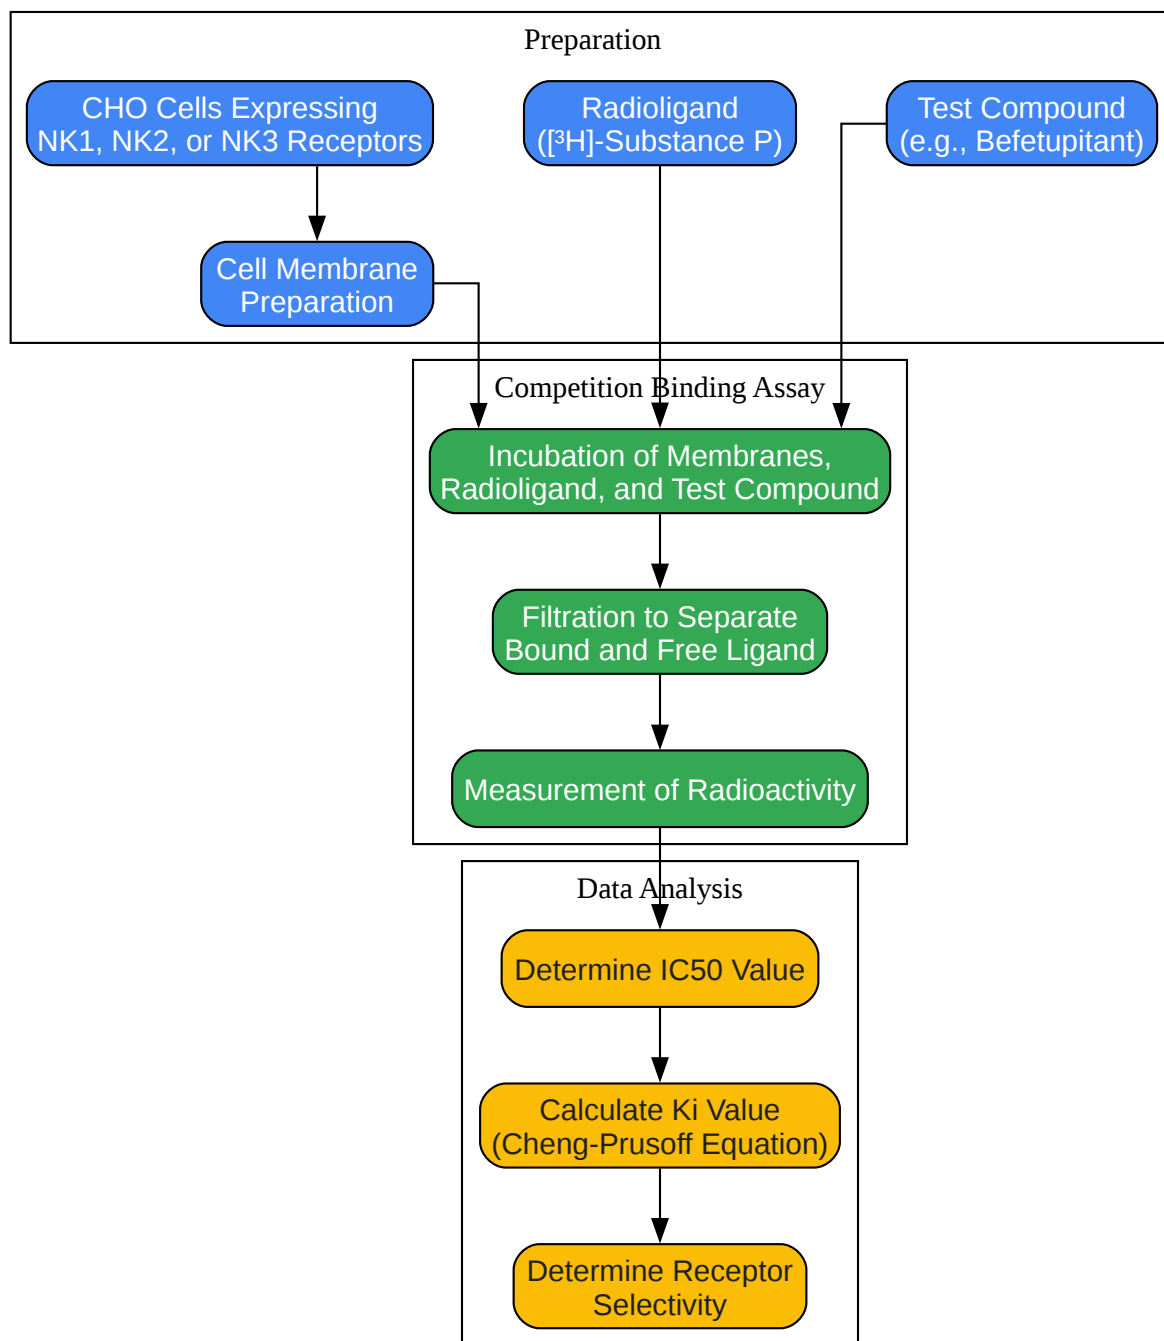 Preparation
CHO Cells Expressing
NK1, NK2, or NK3 Receptors
Radioligand
([³H]-Substance P)
Test Compound
(e.g., Befetupitant)
Cell Membrane
Preparation
Competition Binding Assay
Incubation of Membranes,
Radioligand, and Test Compound
Filtration to Separate
Bound and Free Ligand
Measurement of Radioactivity
Data Analysis
Determine IC50 Value
Calculate Ki Value
(Cheng-Prusoff Equation)
Determine Receptor
Selectivity